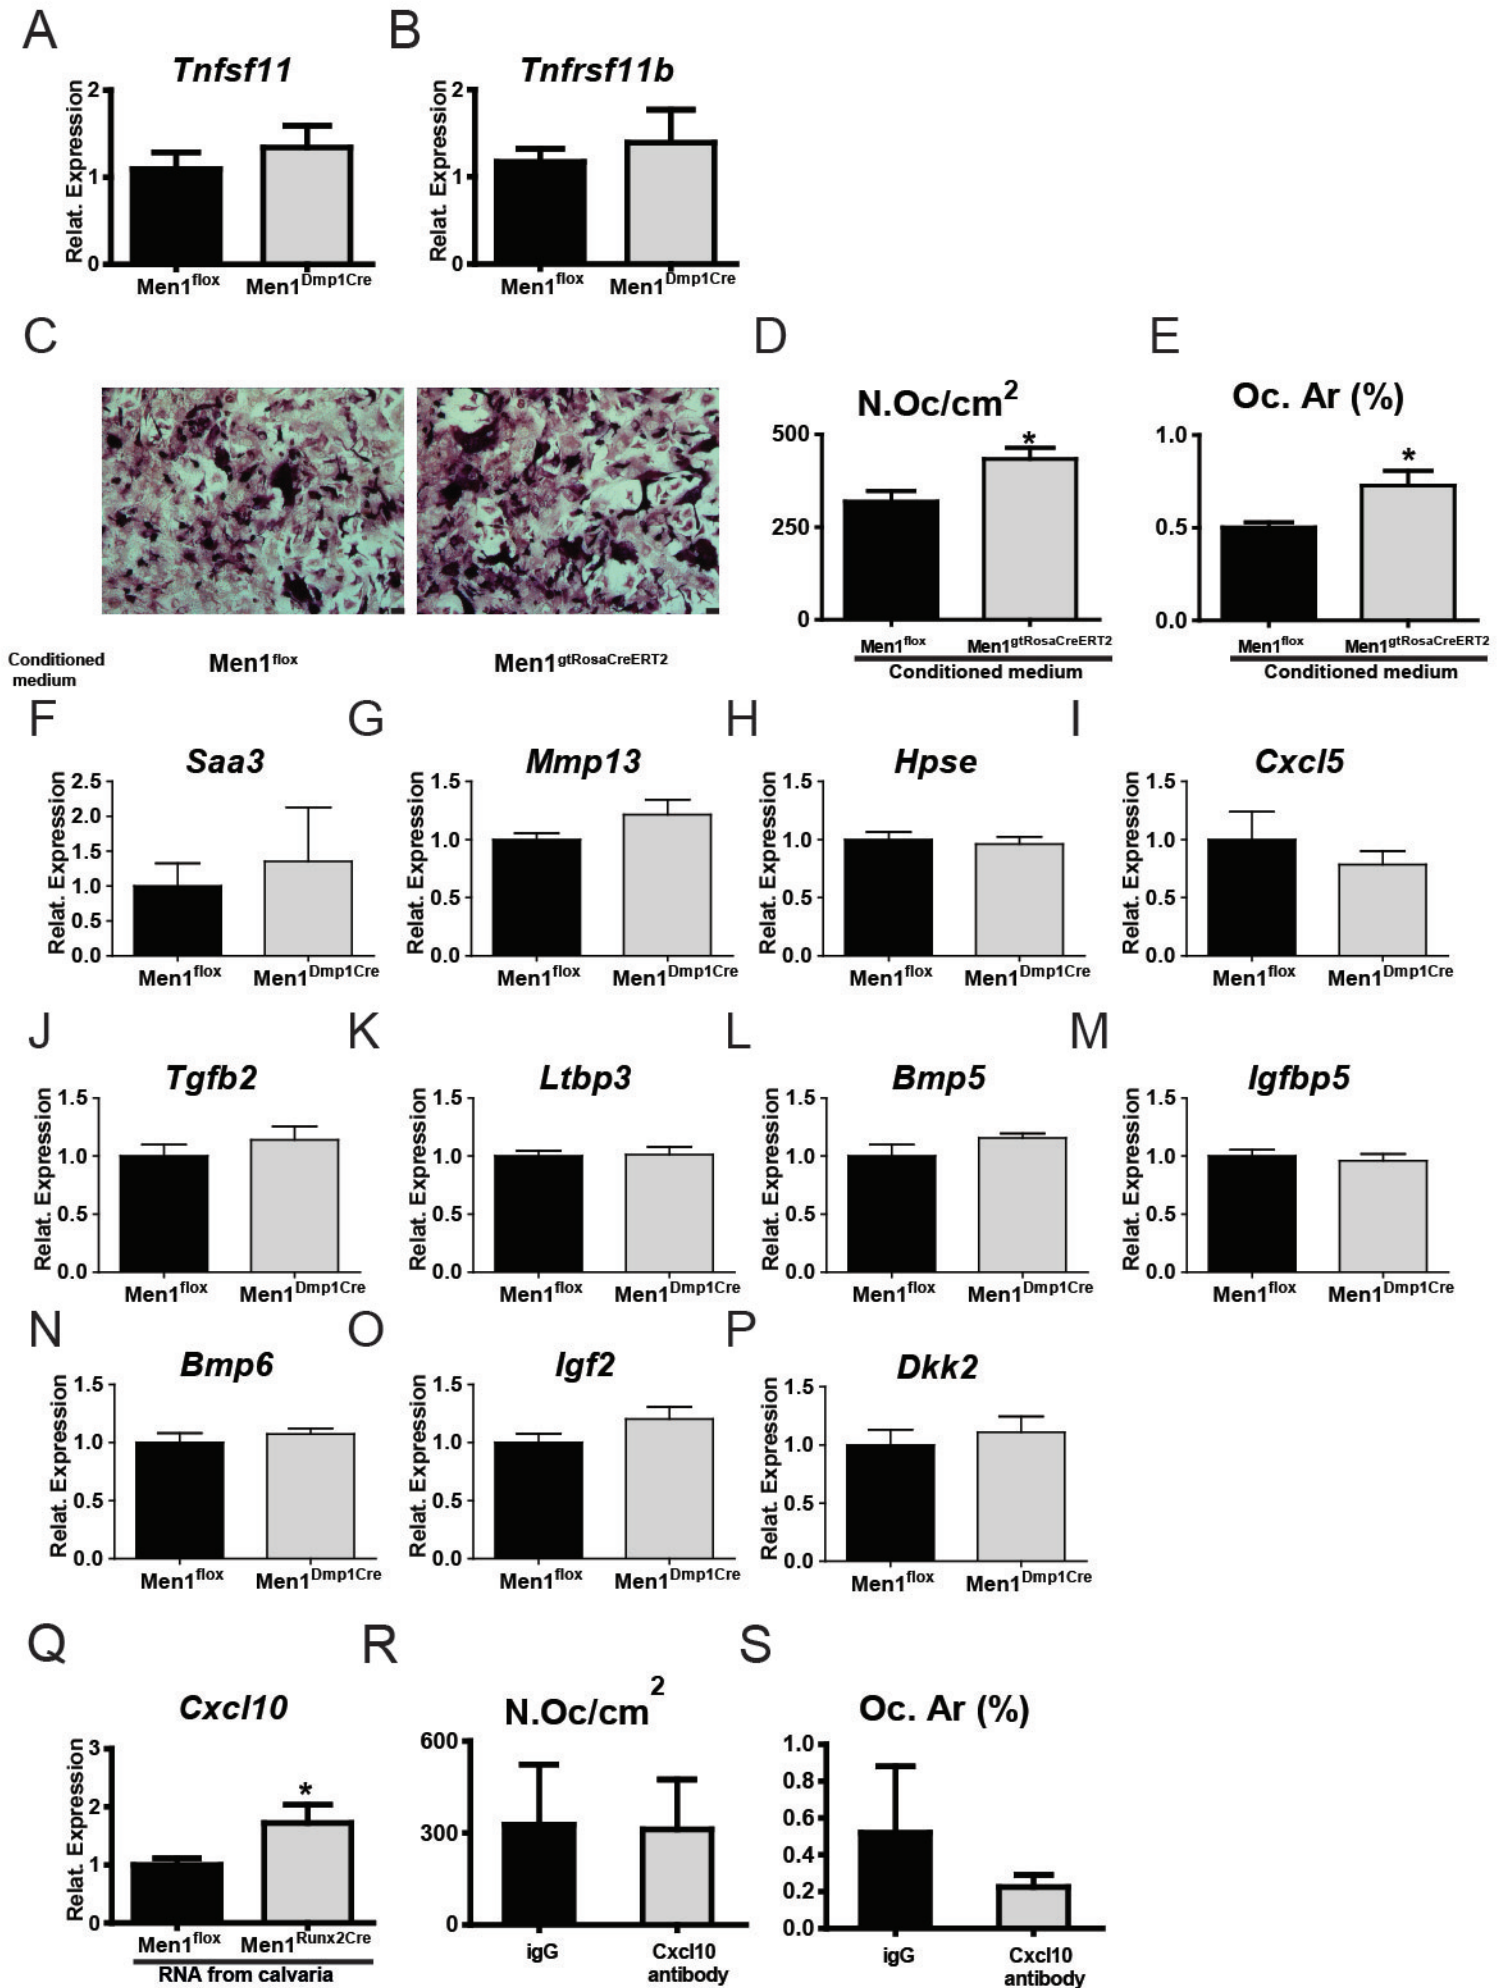 A
B
Tnfsf11
Tnfrsf11b
Relat. Expression
2
1
0
Men1flox
Men1Dmp1Cre
Relat. Expression
2
1
0
Men1flox
Men1Dmp1Cre
C
D
E
Conditioned
medium
Men1flox
Men1gtRosaCreERT2
N.Oc/cm2
500
250
0
*
Men1flox
Men1gtRosaCreERT2
Conditioned medium
Oc. Ar (%)
1.0
0.5
0.0
*
Men1flox
Men1gtRosaCreERT2
Conditioned medium
F
G
H
I
Saa3
Relat. Expression
2.5
2.0
1.5
1.0
0.5
0.0
Men1flox
Men1Dmp1Cre
Mmp13
Relat. Expression
1.5
1.0
0.5
0.0
Men1flox
Men1Dmp1Cre
Hpse
Relat. Expression
1.5
1.0
0.5
0.0
Men1flox
Men1Dmp1Cre
Cxcl5
Relat. Expression
1.5
1.0
0.5
0.0
Men1flox
Men1Dmp1Cre
J
K
L
M
Tgfb2
Relat. Expression
1.5
1.0
0.5
0.0
Men1flox
Men1Dmp1Cre
Ltbp3
Relat. Expression
1.5
1.0
0.5
0.0
Men1flox
Men1Dmp1Cre
Bmp5
Relat. Expression
1.5
1.0
0.5
0.0
Men1flox
Men1Dmp1Cre
Igfbp5
Relat. Expression
1.5
1.0
0.5
0.0
Men1flox
Men1Dmp1Cre
N
O
P
Bmp6
Relat. Expression
1.5
1.0
0.5
0.0
Men1flox
Men1Dmp1Cre
Igf2
Relat. Expression
1.5
1.0
0.5
0.0
Men1flox
Men1Dmp1Cre
Dkk2
Relat. Expression
1.5
1.0
0.5
0.0
Men1flox
Men1Dmp1Cre
Q
R
S
Cxcl10
Relat. Expression
3
2
1
0
*
Men1flox
Men1Runx2Cre
RNA from calvaria
N.Oc/cm2
600
300
0
igG
Cxcl10
antibody
Oc. Ar (%)
1.0
0.8
0.6
0.4
0.2
0.0
igG
Cxcl10
antibody